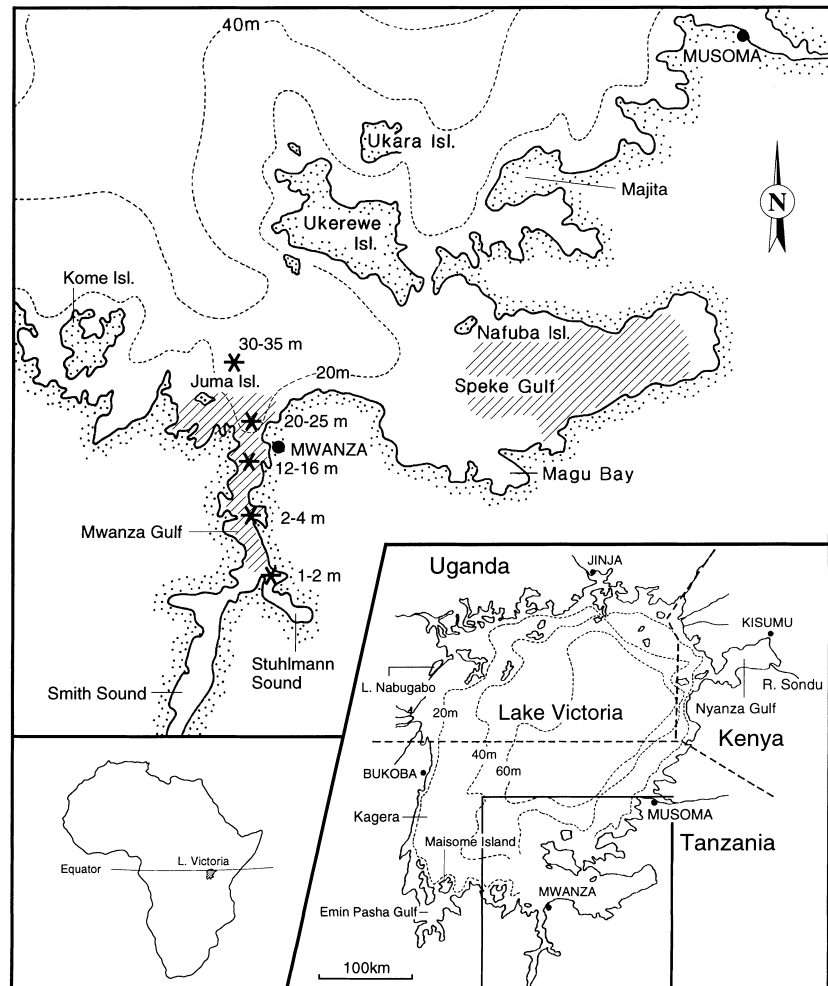 40m
MUSOMA
Ukara Isl.
Majita
N
Ukerewe
Isl.
Kome Isl.
Nafuba Isl.
30-35 m
20m
Juma Isl.
Speke Gulf
20-25 m
MWANZA
12-16 m
Magu Bay
2-4 m
Mwanza Gulf
1-2 m
Stuhlmann
Sound
Smith Sound
Uganda
JINJA
KISUMU
L. Nabugabo
R. Sondu
20m
Lake Victoria
Nyanza Gulf
Kenya
40m
60m
BUKOBA
Kagera
MUSOMA
Maisome Island
Tanzania
MWANZA
Emin Pasha Gulf
100km
Equator
L. Victoria